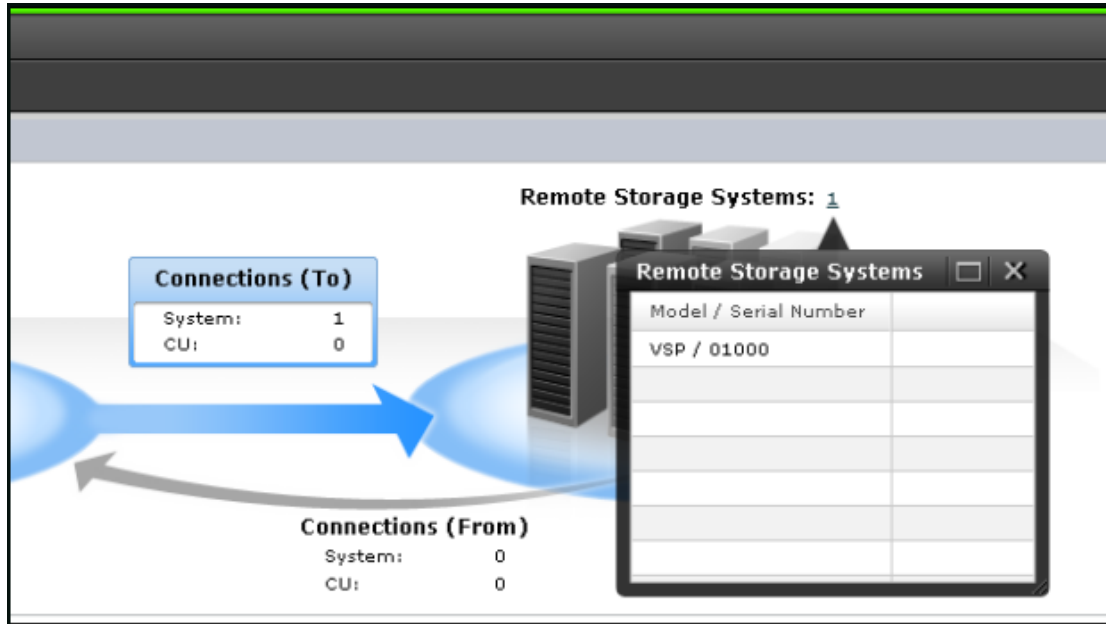 Remote Storage Systems: 1
Connections (To)
System: 1
CU: 0
Remote Storage Systems
Model / Serial Number
VSP / 01000
Connections (From)
System: 0
CU: 0